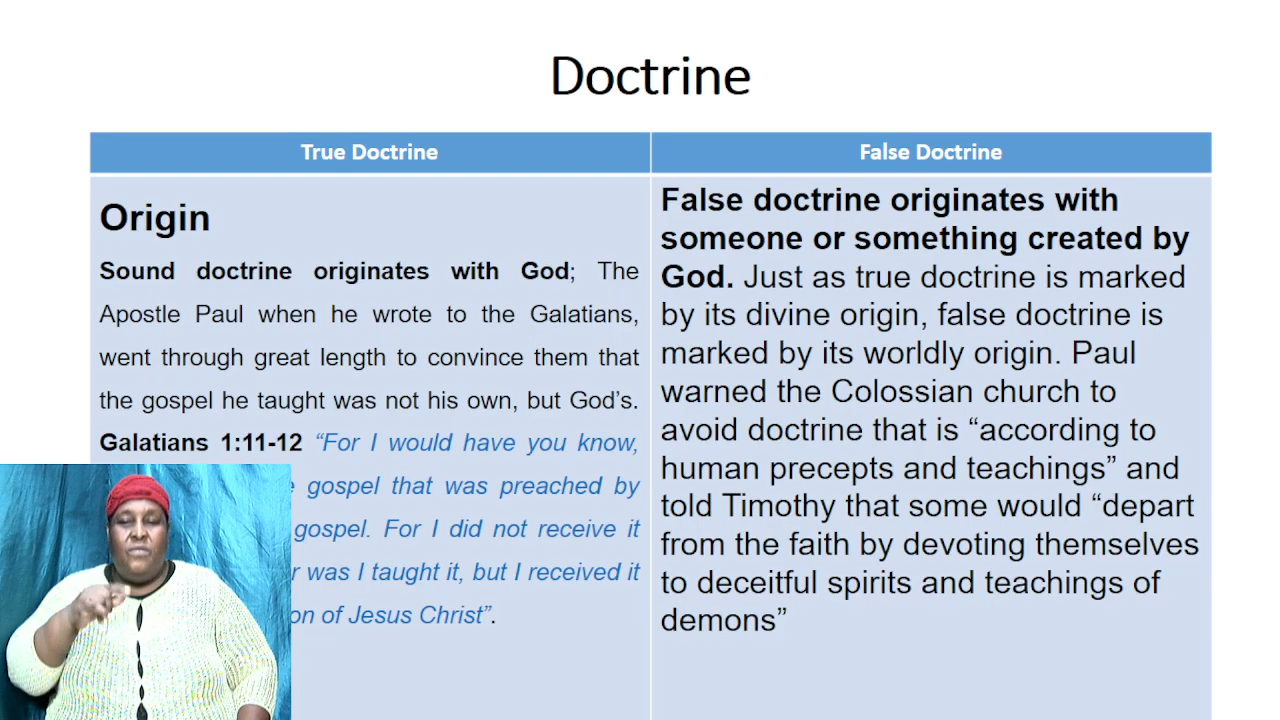 Doctrine
True Doctrine
False Doctrine
Origin
Sound doctrine originates with God; The
Apostle Paul when he wrote to the Galatians,
went through great length to convince them that
the gospel he taught was not his own, but God’s.
Galatians 1:11-12 “For I would have you know,
gospel that was preached by
gospel. For I did not receive it
was I taught it, but I received it
of Jesus Christ”.
False doctrine originates with
someone or something created by
God. Just as true doctrine is marked
by its divine origin, false doctrine is
marked by its worldly origin. Paul
warned the Colossian church to
avoid doctrine that is “according to
human precepts and teachings” and
told Timothy that some would “depart
from the faith by devoting themselves
to deceitful spirits and teachings of
demons”